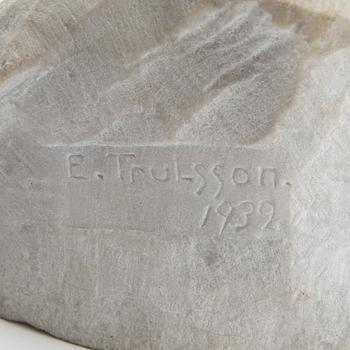 E. Trulsson.
1932